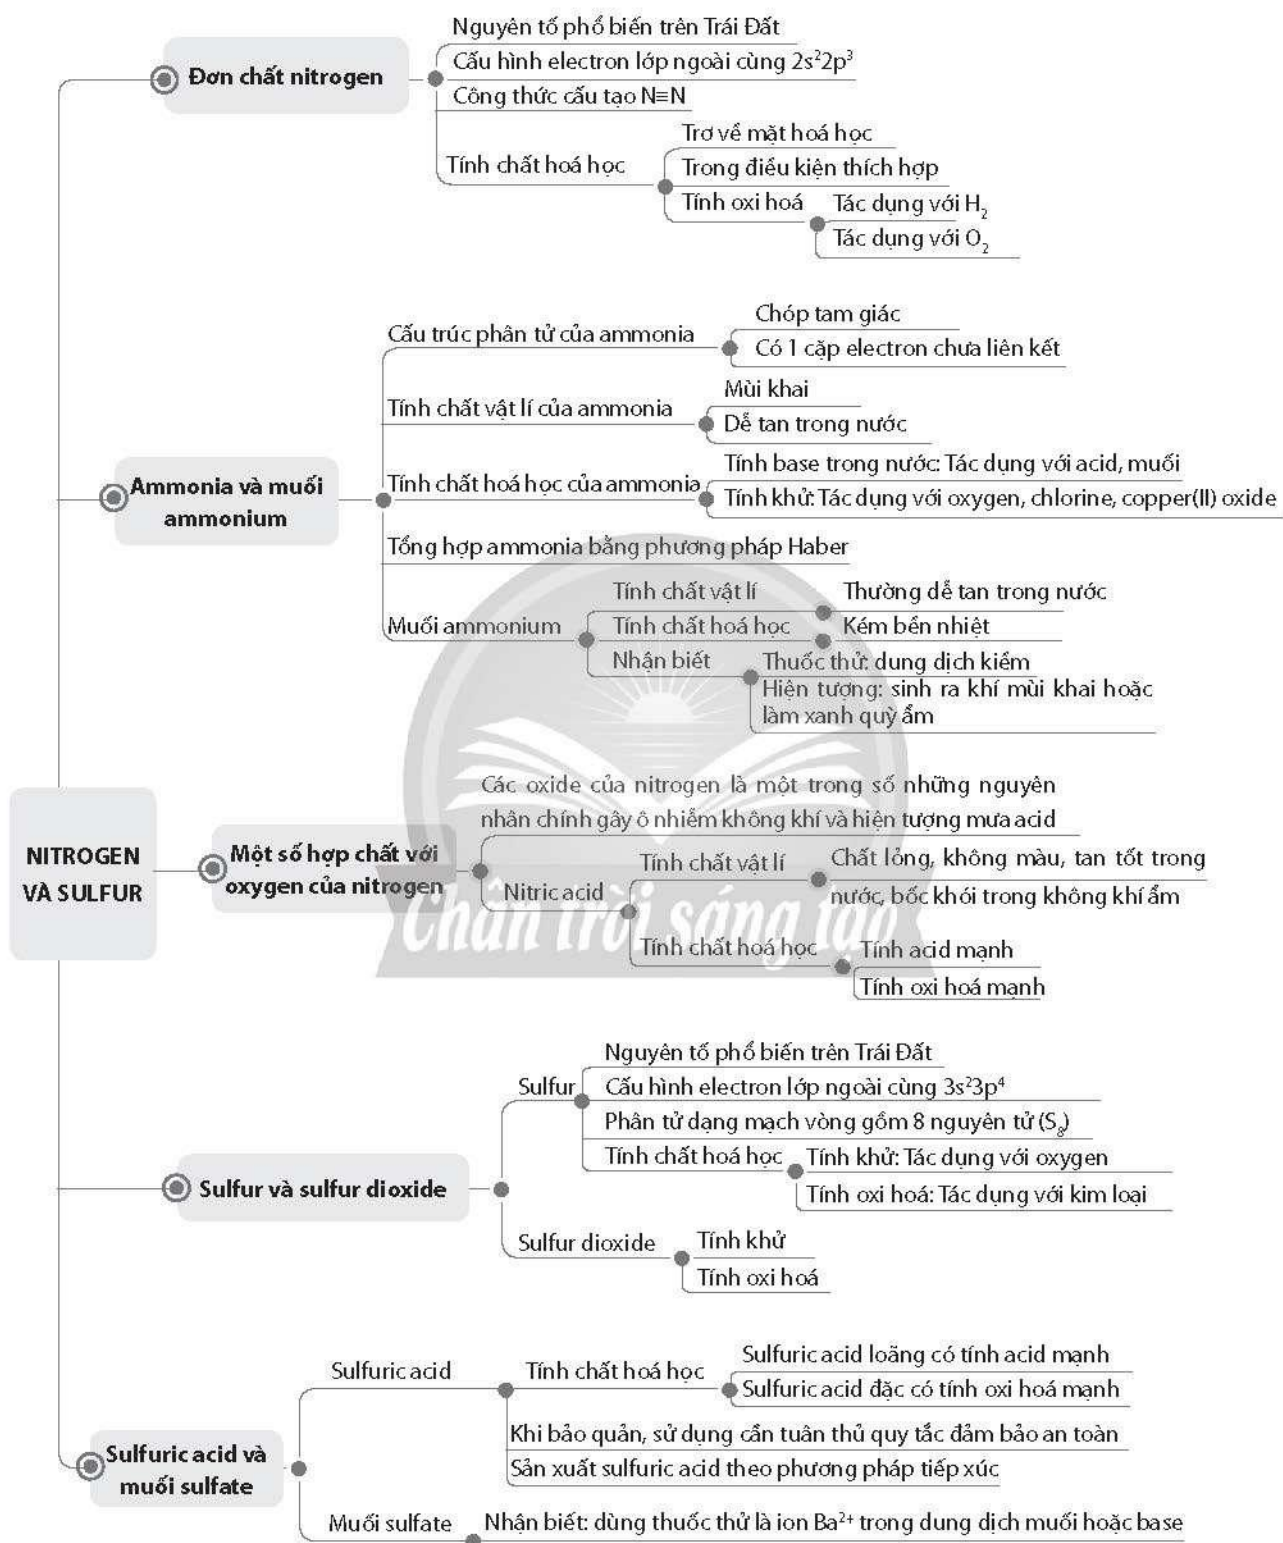 Nguyên tố phổ biến trên Trái Đất
Đơn chất nitrogen
Cấu hình electron lớp ngoài cùng 2s²2p³
Công thức cấu tạo N≡N
Tính chất hoá học
Trơ về mặt hoá học
Trong điều kiện thích hợp
Tính oxi hoá
Tác dụng với H₂
Tác dụng với O₂
Ammonia và muối
ammonium
Cấu trúc phân tử của ammonia
Chóp tam giác
Có 1 cặp electron chưa liên kết
Tính chất vật lí của ammonia
Mùi khai
Dễ tan trong nước
Tính chất hoá học của ammonia
Tính base trong nước: Tác dụng với acid, muối
Tính khử: Tác dụng với oxygen, chlorine, copper(II) oxide
Tổng hợp ammonia bằng phương pháp Haber
Muối ammonium
Tính chất vật lí
Thường dễ tan trong nước
Tính chất hoá học
Kém bền nhiệt
Nhận biết
Thuốc thử: dung dịch kiềm
Hiện tượng: sinh ra khí mùi khai hoặc
làm xanh quỳ ẩm
NITROGEN
VÀ SULFUR
Một số hợp chất với
oxygen của nitrogen
Các oxide của nitrogen là một trong số những nguyên
nhân chính gây ô nhiễm không khí và hiện tượng mưa acid
Nitric acid
Tính chất vật lí
Chất lỏng, không màu, tan tốt trong
nước, bốc khói trong không khí ẩm
Tính chất hoá học
Tính acid mạnh
Tính oxi hoá mạnh
Chân trời sáng tạo
Sulfur và sulfur dioxide
Sulfur
Nguyên tố phổ biến trên Trái Đất
Cấu hình electron lớp ngoài cùng 3s²3p⁴
Phân tử dạng mạch vòng gồm 8 nguyên tử (S₈)
Tính chất hoá học
Tính khử: Tác dụng với oxygen
Tính oxi hoá: Tác dụng với kim loại
Sulfur dioxide
Tính khử
Tính oxi hoá
Sulfuric acid và
muối sulfate
Sulfuric acid
Tính chất hoá học
Sulfuric acid loãng có tính acid mạnh
Sulfuric acid đặc có tính oxi hoá mạnh
Khi bảo quản, sử dụng cần tuân thủ quy tắc đảm bảo an toàn
Sản xuất sulfuric acid theo phương pháp tiếp xúc
Muối sulfate
Nhận biết: dùng thuốc thử là ion Ba²⁺ trong dung dịch muối hoặc base